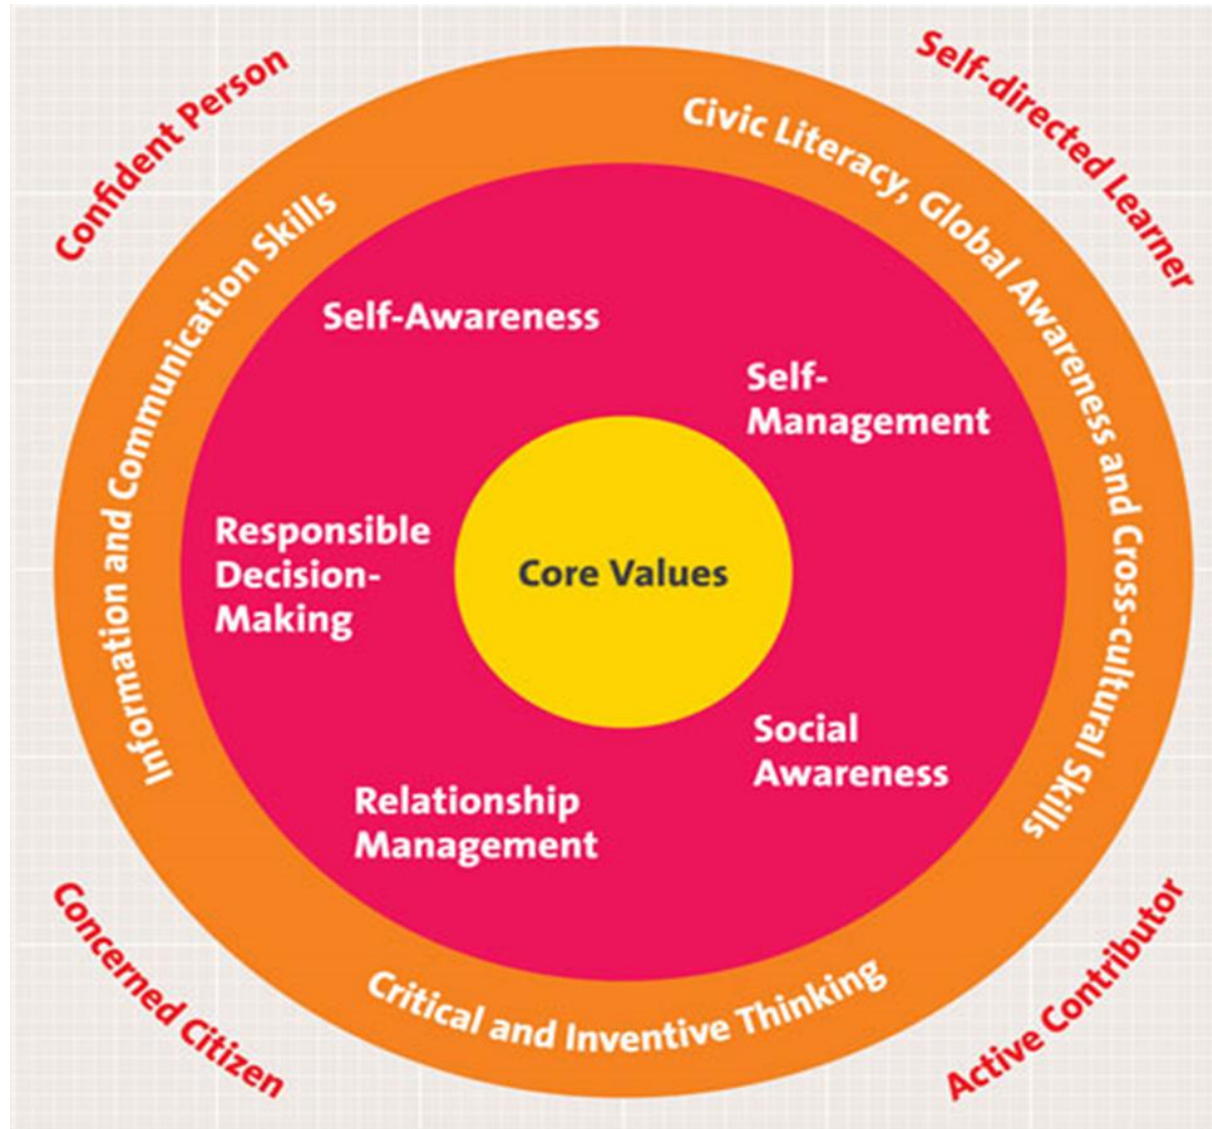 Confident Person
Self-directed Learner
Civic Literacy, Global Awareness and Cross-cultural Skills
Information and Communication Skills
Self-Awareness
Self-
Management
Responsible
Decision-
Making
Core Values
Social
Awareness
Relationship
Management
Critical and Inventive Thinking
Concerned Citizen
Active Contributor